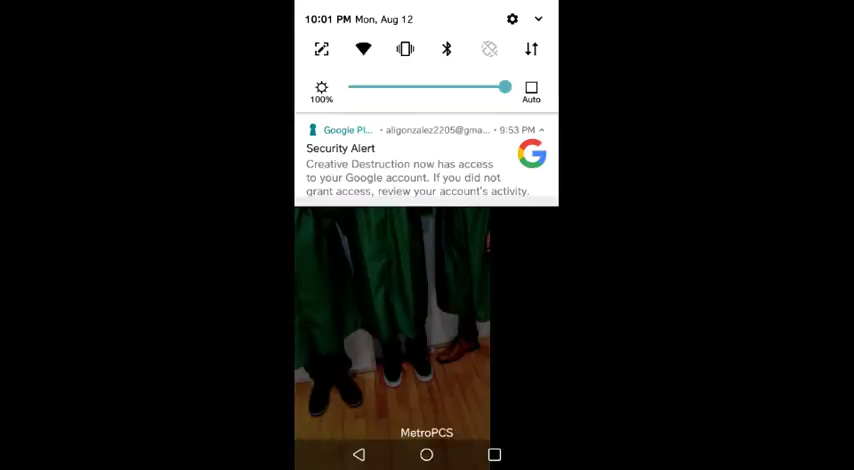 10:01 PM Mon, Aug 12
100%
Auto
Google Pl... • aligonzalez2205@gma... • 9:53 PM
Security Alert
Creative Destruction now has access
to your Google account. If you did not
grant access, review your account's activity.
MetroPCS